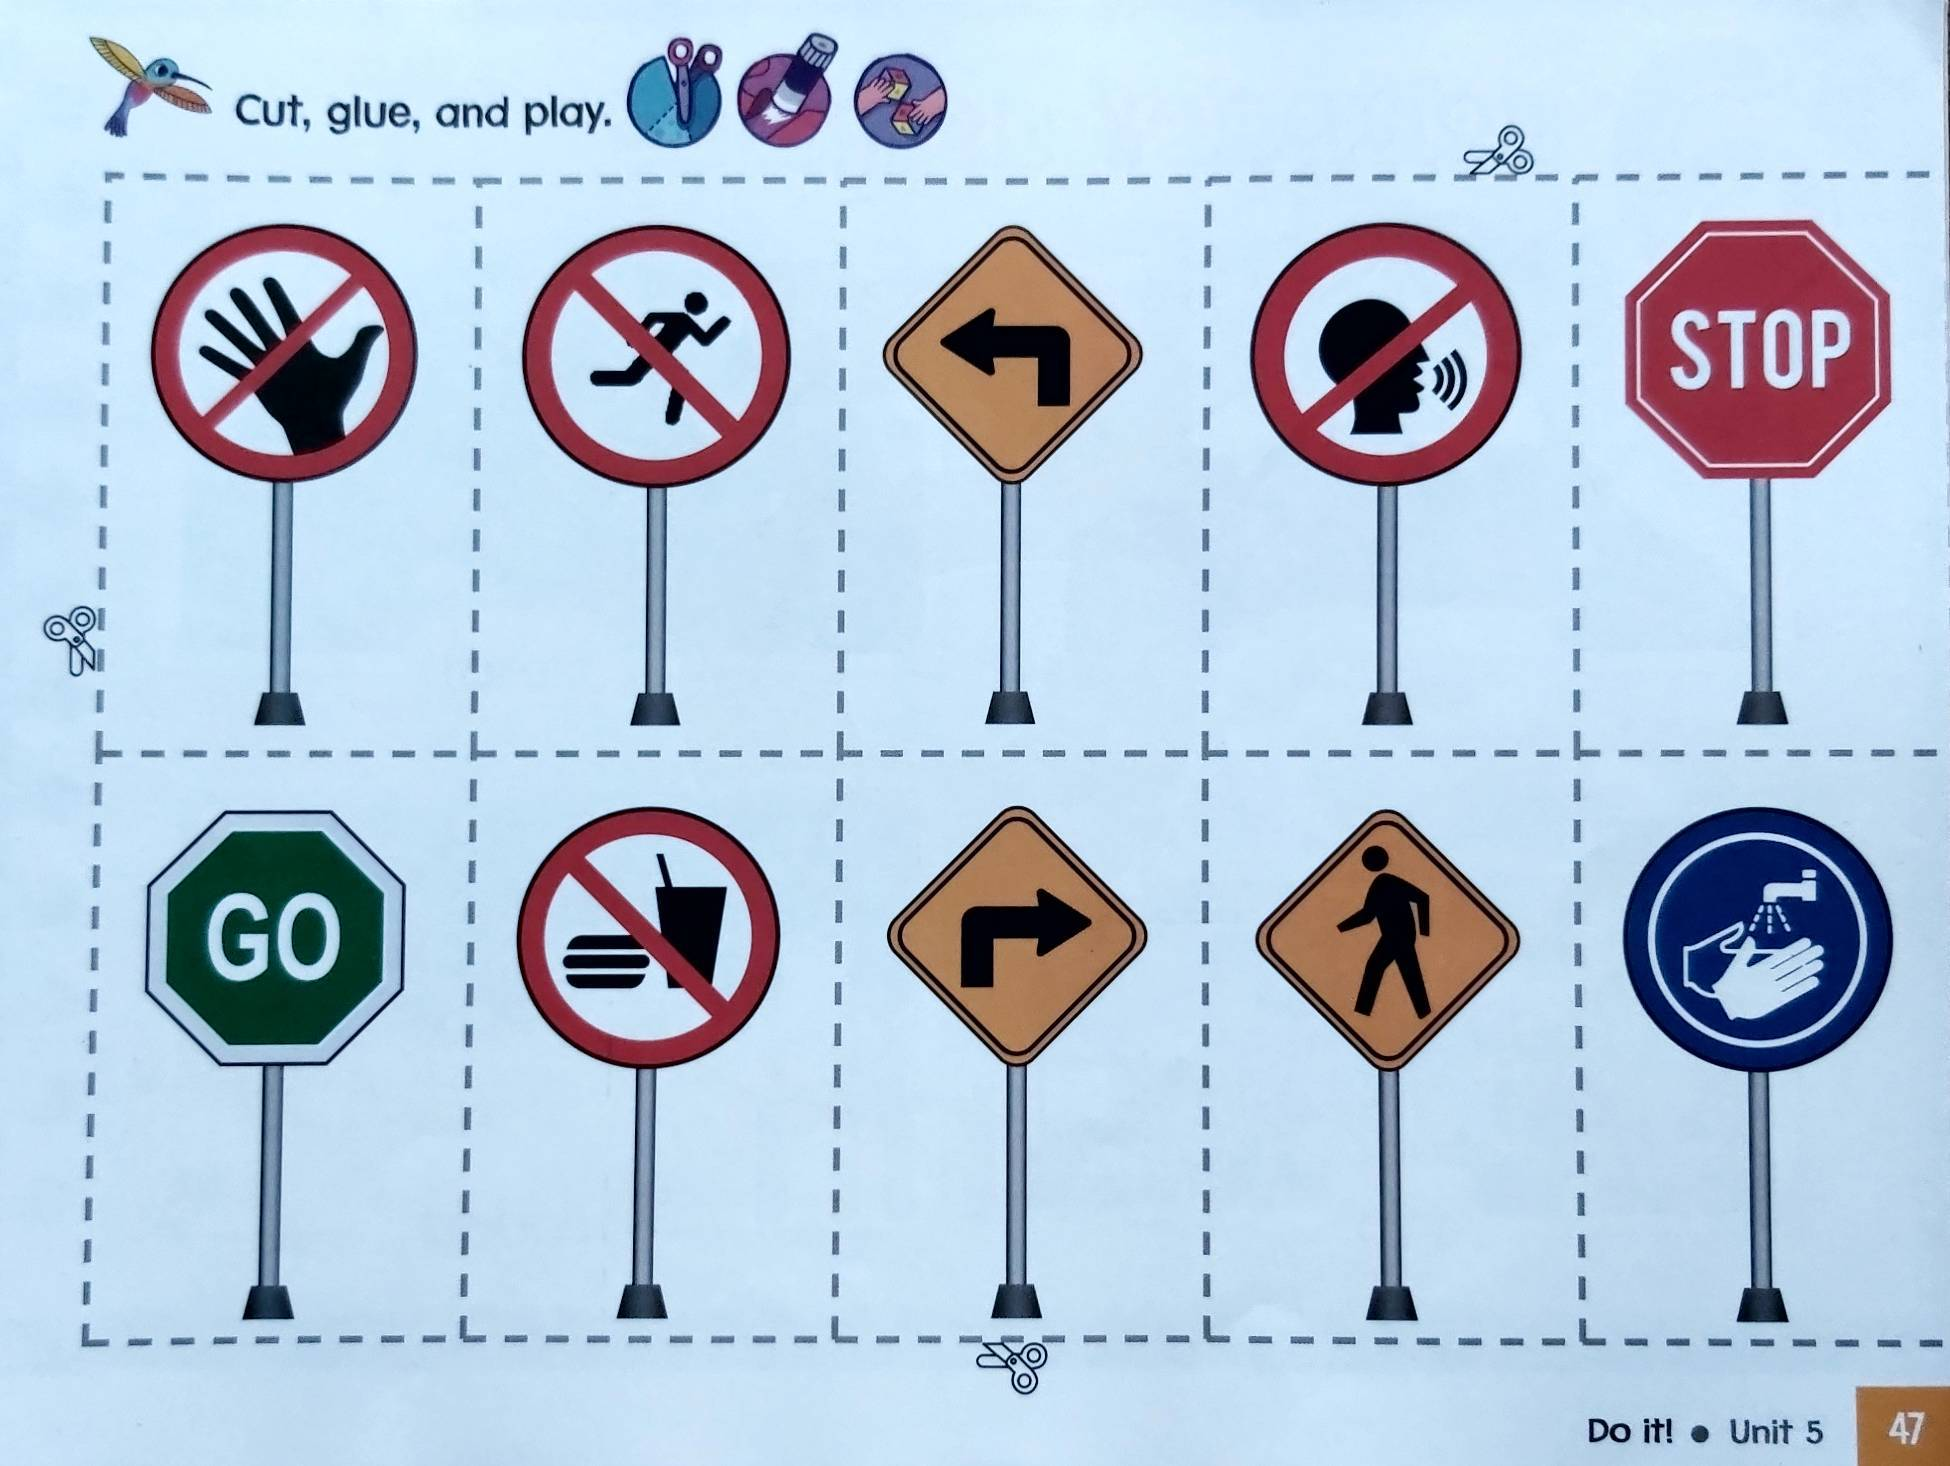 Cut, glue, and play.
STOP
GO
Do it! ● Unit 5 47